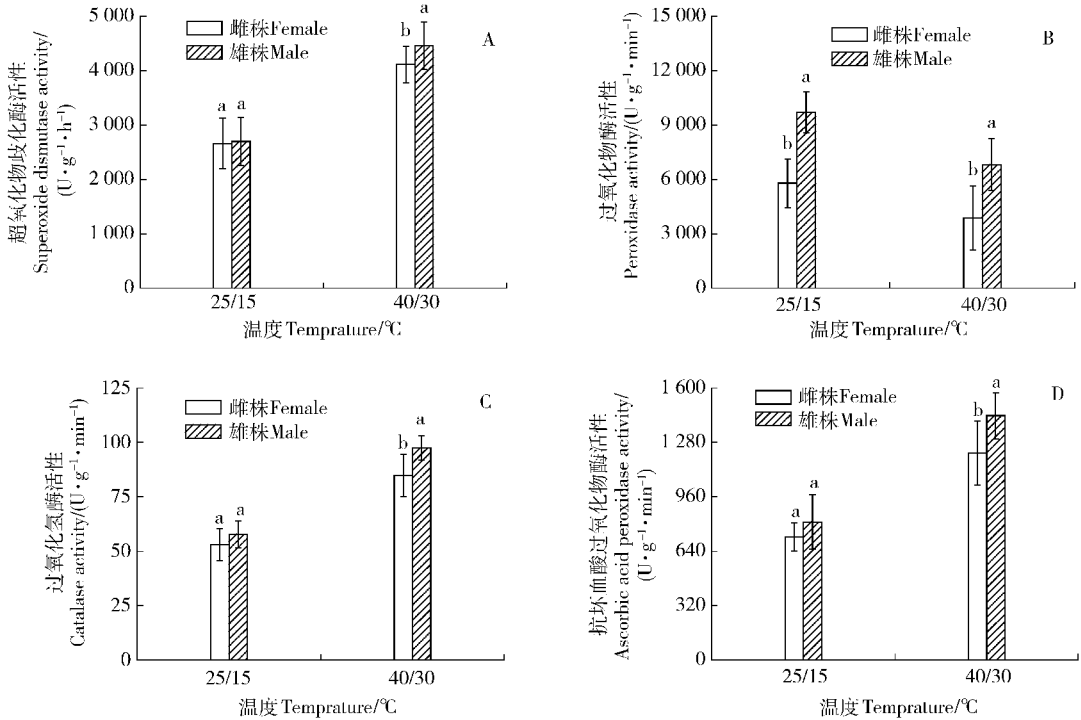 超氧化物歧化酶活性
Superoxide dismutase activity/
(U·g⁻¹·h⁻¹)
5 000
4 000
3 000
2 000
1 000
0
雌株Female
雄株Male
A
a
a
b
a
25/15
40/30
温度Temprature/℃
过氧化物酶活性
Peroxidase activity/(U·g⁻¹·min⁻¹)
15 000
12 000
9 000
6 000
3 000
0
雌株Female
雄株Male
B
b
a
b
a
25/15
40/30
温度Temprature/℃
过氧化氢酶活性
Catalase activity/(U·g⁻¹·min⁻¹)
125
100
75
50
25
0
雌株Female
雄株Male
C
a
a
b
a
25/15
40/30
温度Temprature/℃
抗坏血酸过氧化物酶活性
Ascorbic acid peroxidase activity/
(U·g⁻¹·min⁻¹)
1 600
1 280
960
640
320
0
雌株Female
雄株Male
D
a
a
b
a
25/15
40/30
温度Temprature/℃